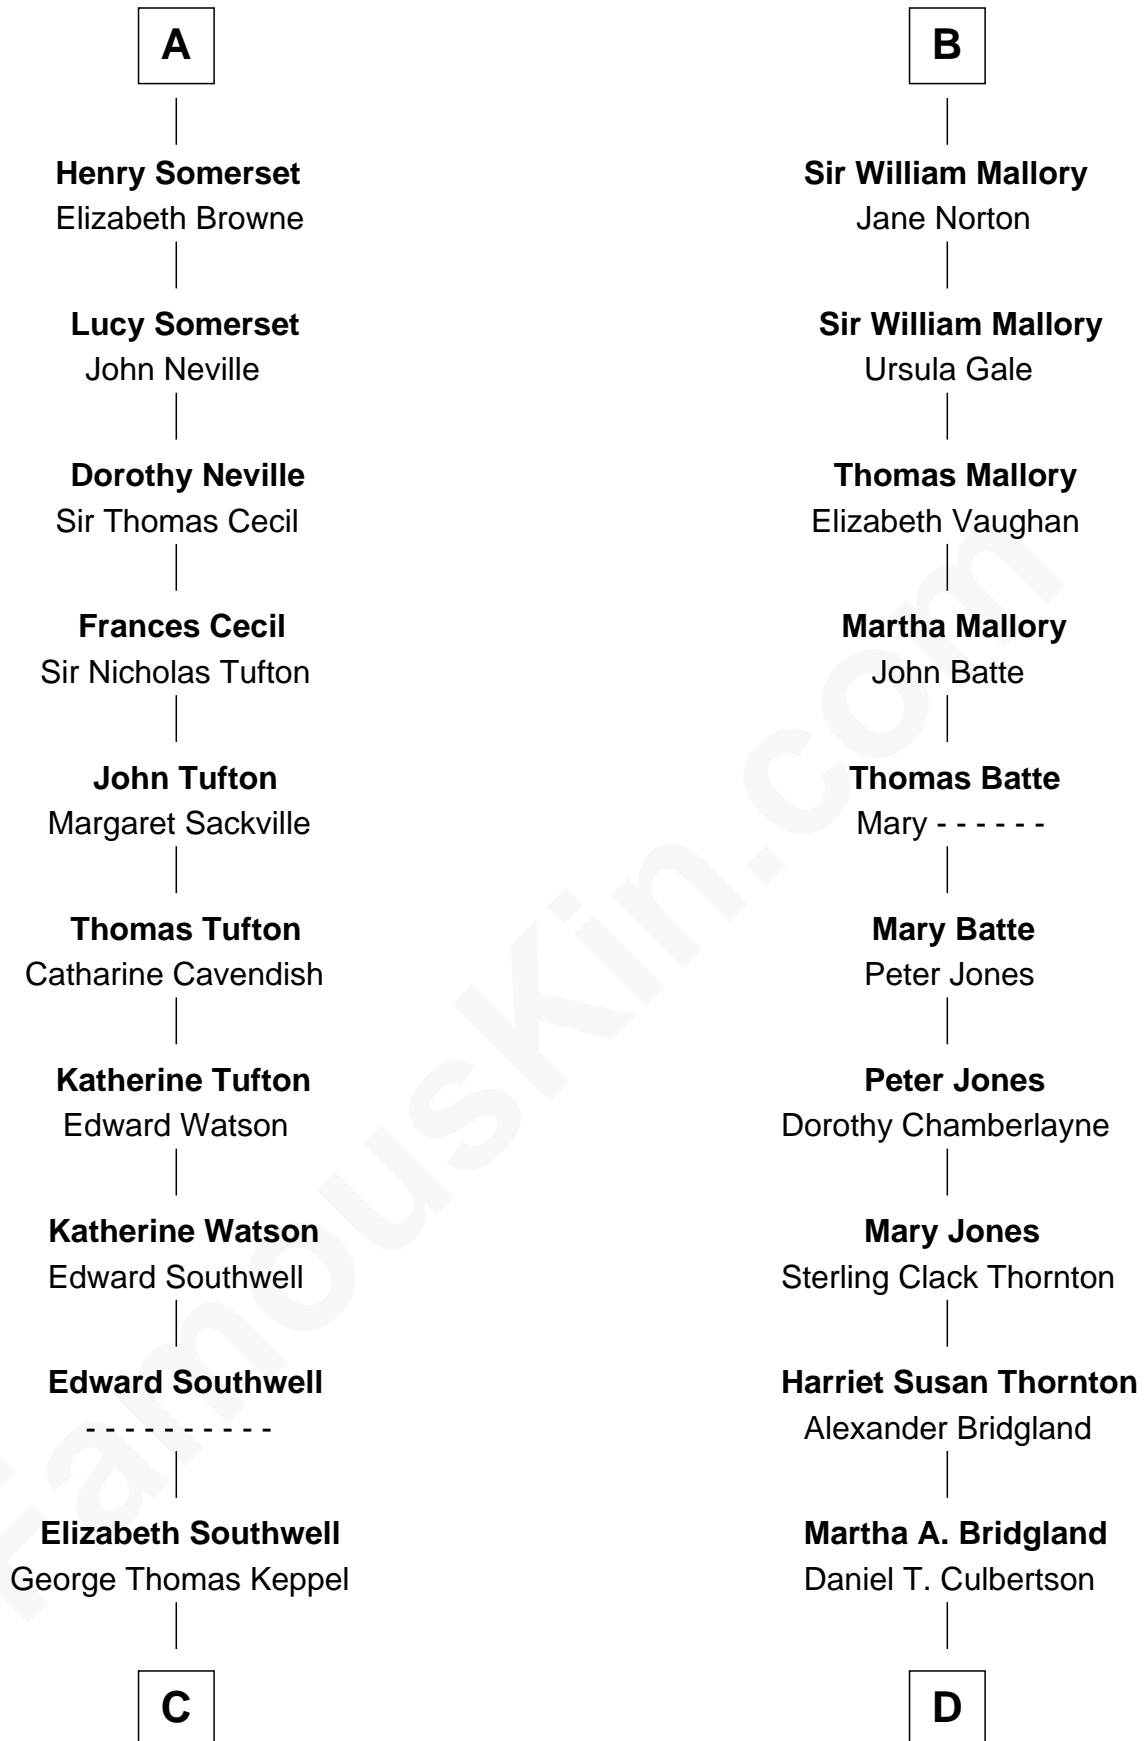 A
Henry Somerset
Elizabeth Browne
Lucy Somerset
John Neville
Dorothy Neville
Sir Thomas Cecil
Frances Cecil
Sir Nicholas Tufton
John Tufton
Margaret Sackville
Thomas Tufton
Catharine Cavendish
Katherine Tufton
Edward Watson
Katherine Watson
Edward Southwell
Edward Southwell
- - - - - - - - - -
Elizabeth Southwell
George Thomas Keppel
C
B
Sir William Mallory
Jane Norton
Sir William Mallory
Ursula Gale
Thomas Mallory
Elizabeth Vaughan
Martha Mallory
John Batte
Thomas Batte
Mary - - - - - -
Mary Batte
Peter Jones
Peter Jones
Dorothy Chamberlayne
Mary Jones
Sterling Clack Thornton
Harriet Susan Thornton
Alexander Bridgland
Martha A. Bridgland
Daniel T. Culbertson
D
FamousKin.com